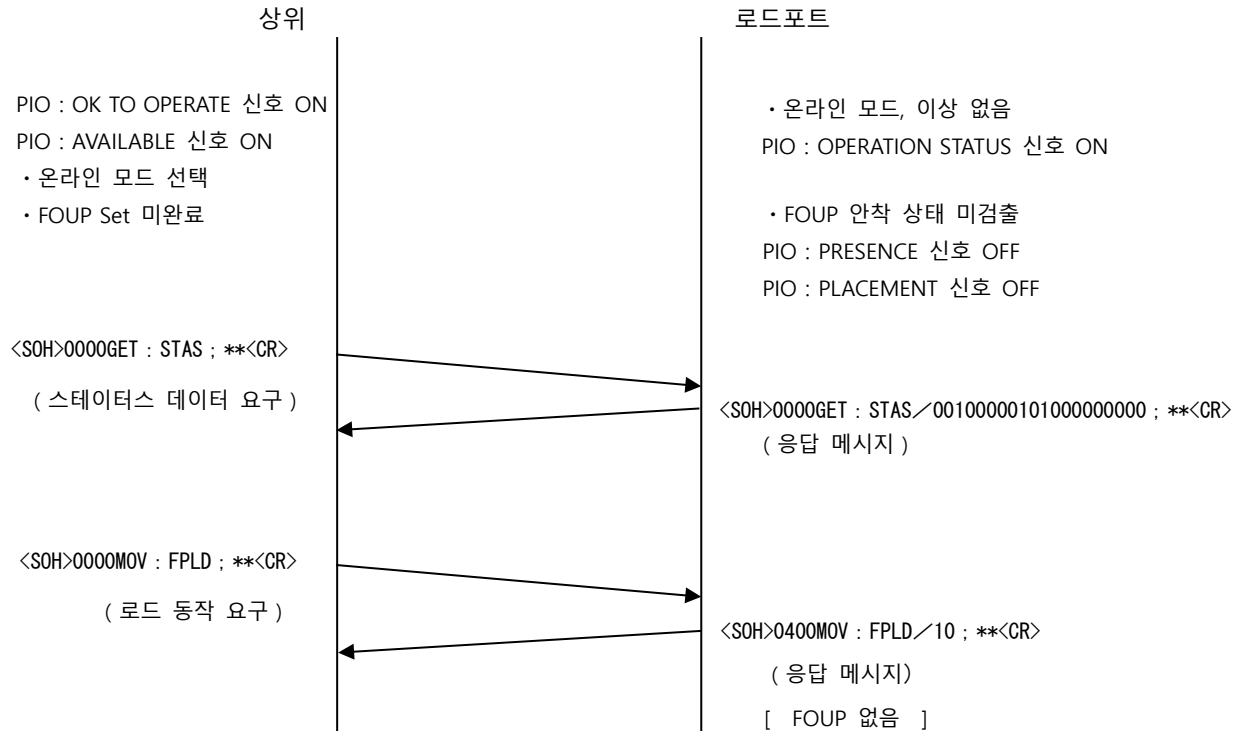 상위
로드포트
PIO : OK TO OPERATE 신호 ON
PIO : AVAILABLE 신호 ON
・온라인 모드 선택
・FOUP Set 미완료
・온라인 모드, 이상 없음
PIO : OPERATION STATUS 신호 ON
・FOUP 안착 상태 미검출
PIO : PRESENCE 신호 OFF
PIO : PLACEMENT 신호 OFF
<SOH>0000GET : STAS ; **<CR>
( 스테이터스 데이터 요구 )
<SOH>0000GET : STAS／00100000101000000000 ; **<CR>
( 응답 메시지 )
<SOH>0000MOV : FPLD ; **<CR>
( 로드 동작 요구 )
<SOH>0400MOV : FPLD／10 ; **<CR>
( 응답 메시지）
[ FOUP 없음 ]